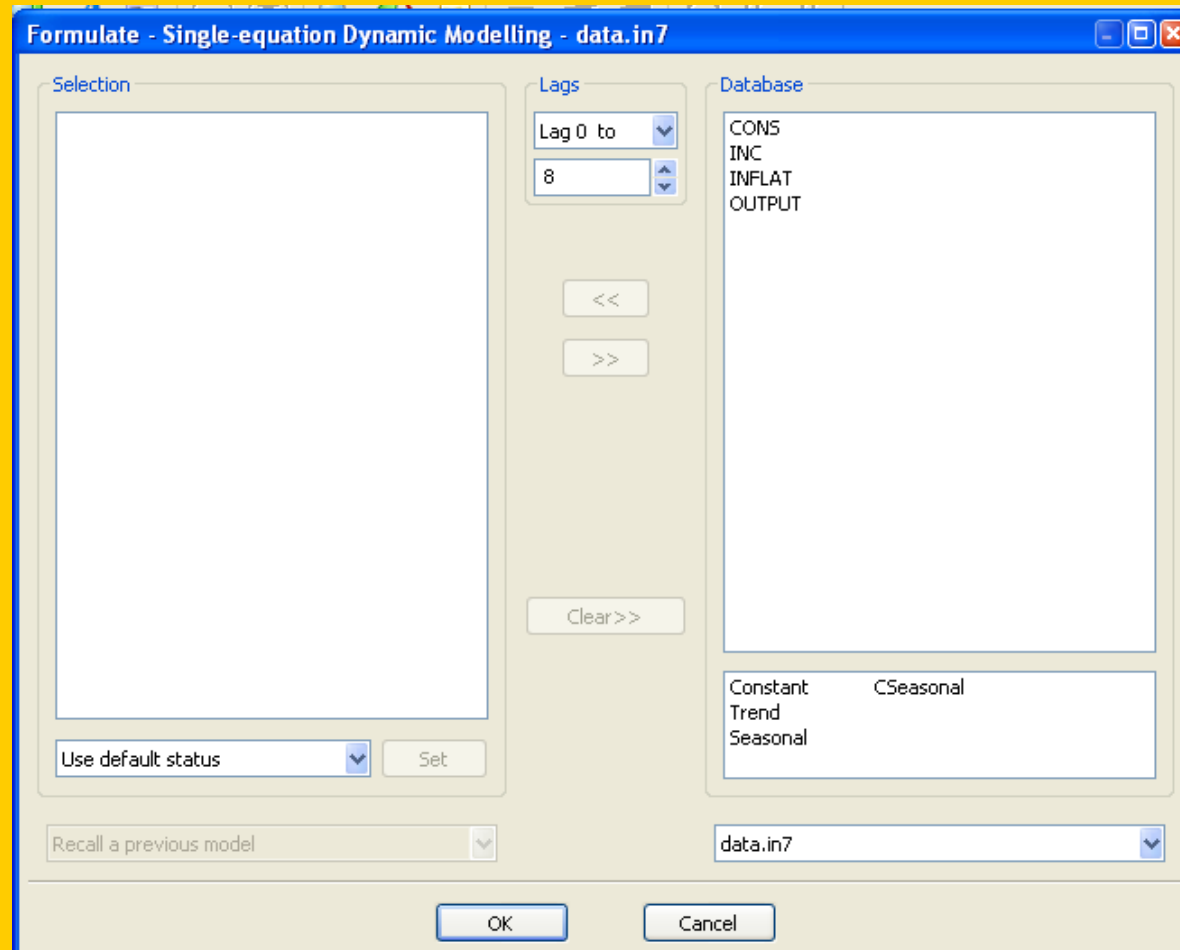 Formulate - Single-equation Dynamic Modelling - data.in7
Selection
Lags
Database
Lag 0 to
8
CONS
INC
INFLAT
OUTPUT
<<
>>
Clear>>
Constant CSeasonal
Trend
Seasonal
Use default status
Set
Recall a previous model
data.in7
OK
Cancel